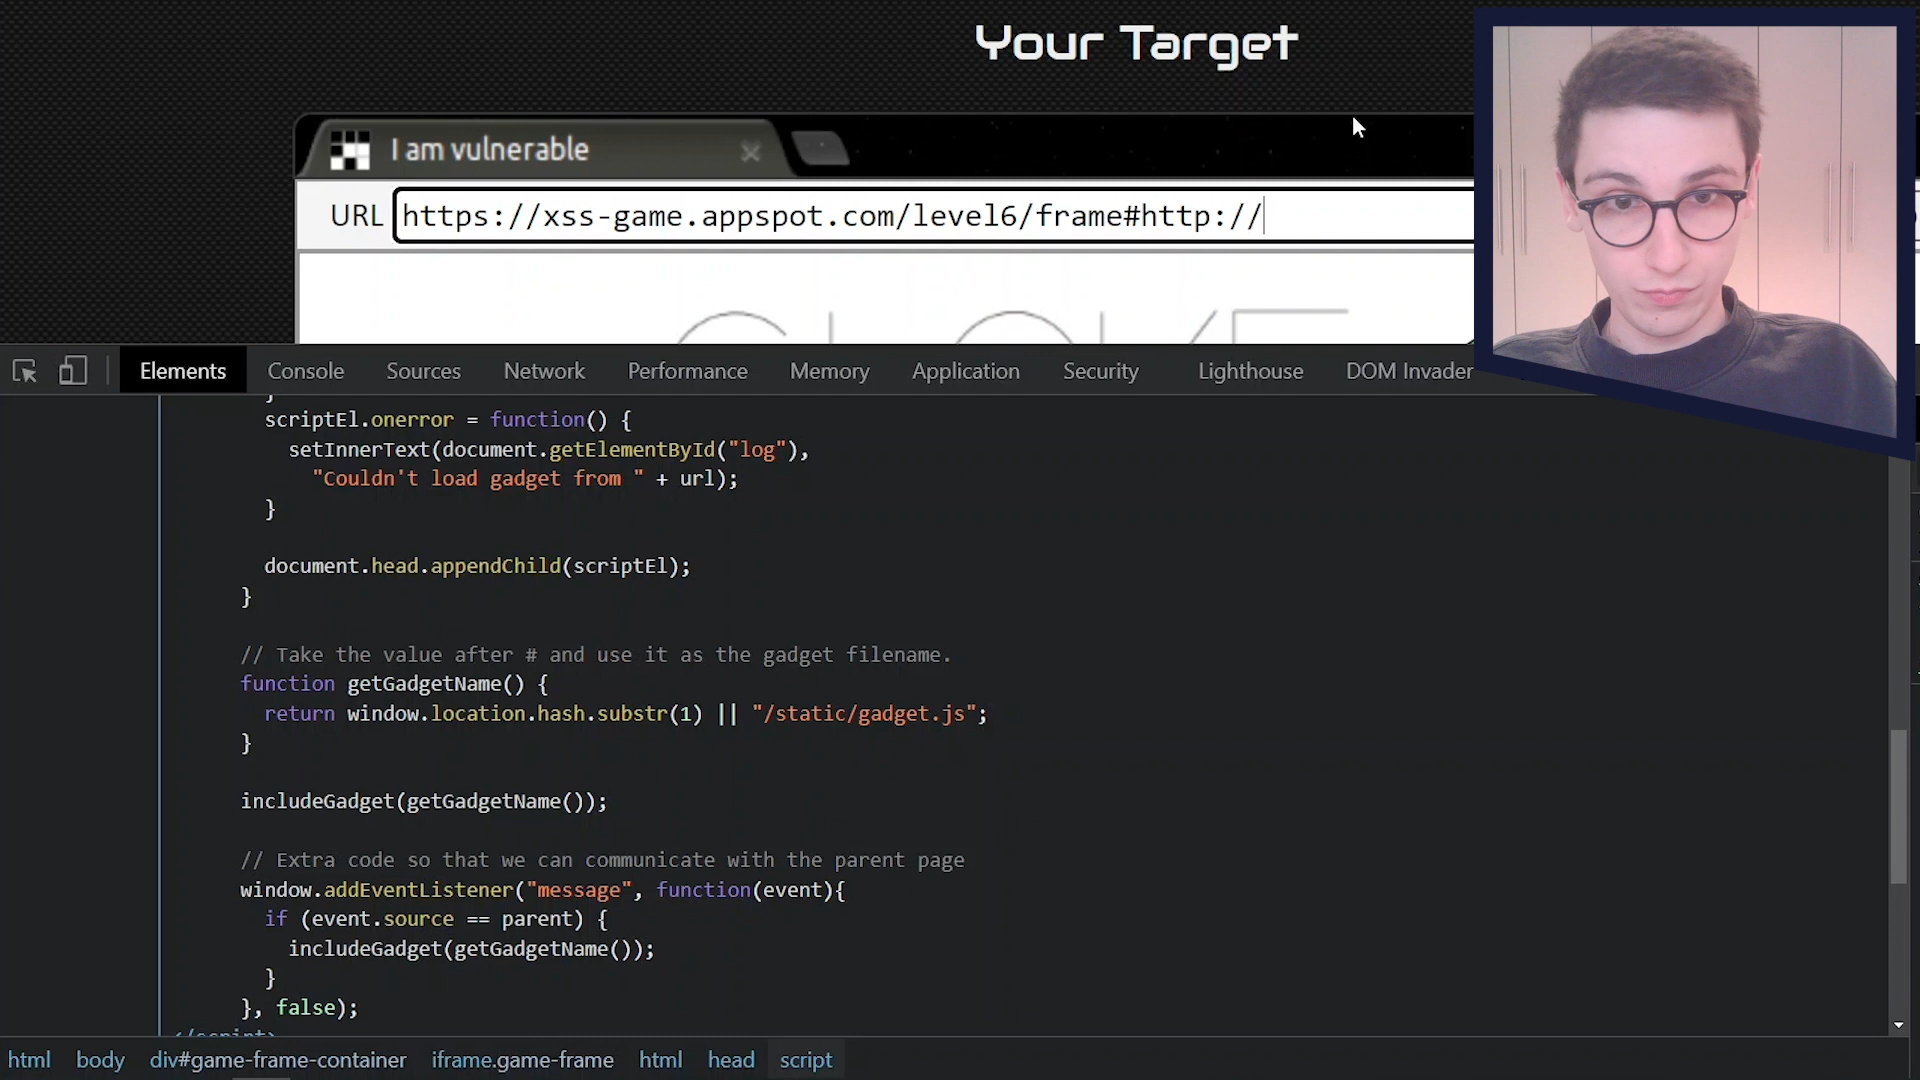 Your Target
I am vulnerable
URL https://xss-game.appspot.com/level6/frame#http://
Elements Console Sources Network Performance Memory Application Security Lighthouse DOM Invader
}
scriptEl.onerror = function() {
setInnerText(document.getElementById("log"),
"Couldn't load gadget from " + url);
}
document.head.appendChild(scriptEl);
}
// Take the value after # and use it as the gadget filename.
function getGadgetName() {
return window.location.hash.substr(1) || "/static/gadget.js";
}
includeGadget(getGadgetName());
// Extra code so that we can communicate with the parent page
window.addEventListener("message", function(event){
if (event.source == parent) {
includeGadget(getGadgetName());
}
}, false);
</script>
html body div#game-frame-container iframe.game-frame html head script